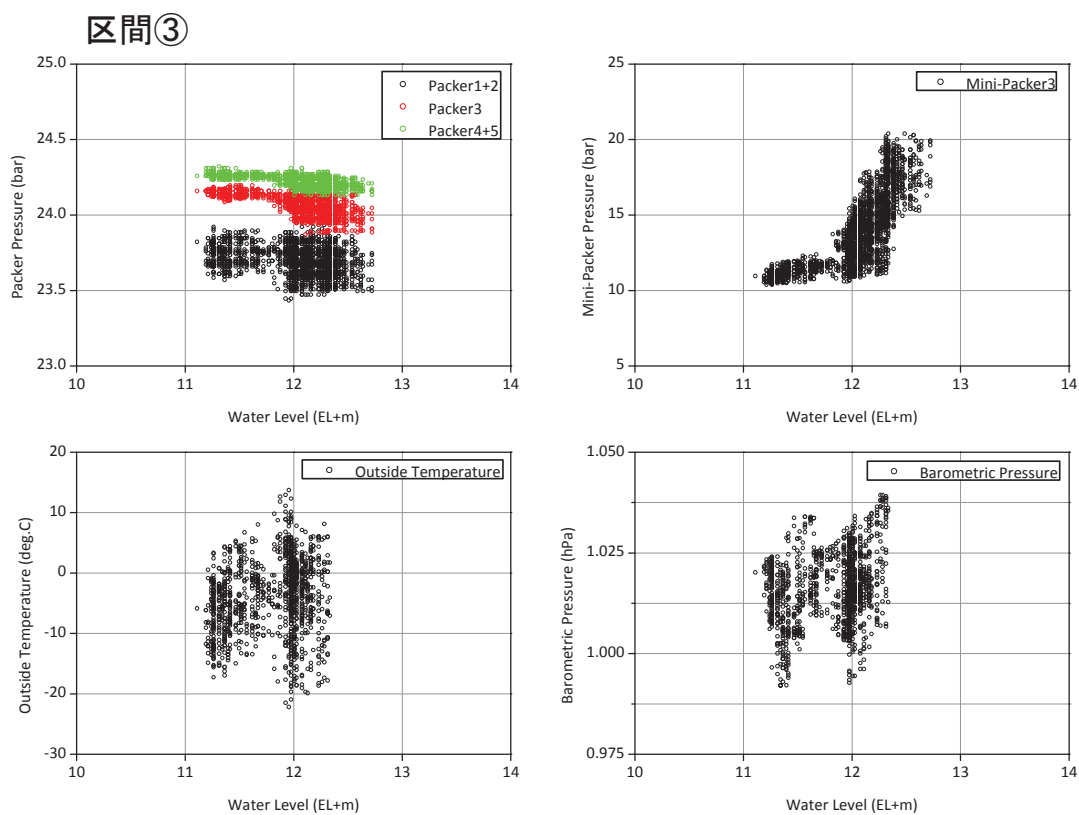 区間③
25.0
24.5
24.0
23.5
23.0
10
11
12
13
14
Packer Pressure (bar)
Water Level (EL+m)
Packer1+2
Packer3
Packer4+5
25
20
15
10
5
10
11
12
13
14
Mini-Packer Pressure (bar)
Water Level (EL+m)
Mini-Packer3
20
10
0
-10
-20
-30
10
11
12
13
14
Outside Temperature (deg.C)
Water Level (EL+m)
Outside Temperature
1.050
1.025
1.000
0.975
10
11
12
13
14
Barometric Pressure (hPa)
Water Level (EL+m)
Barometric Pressure